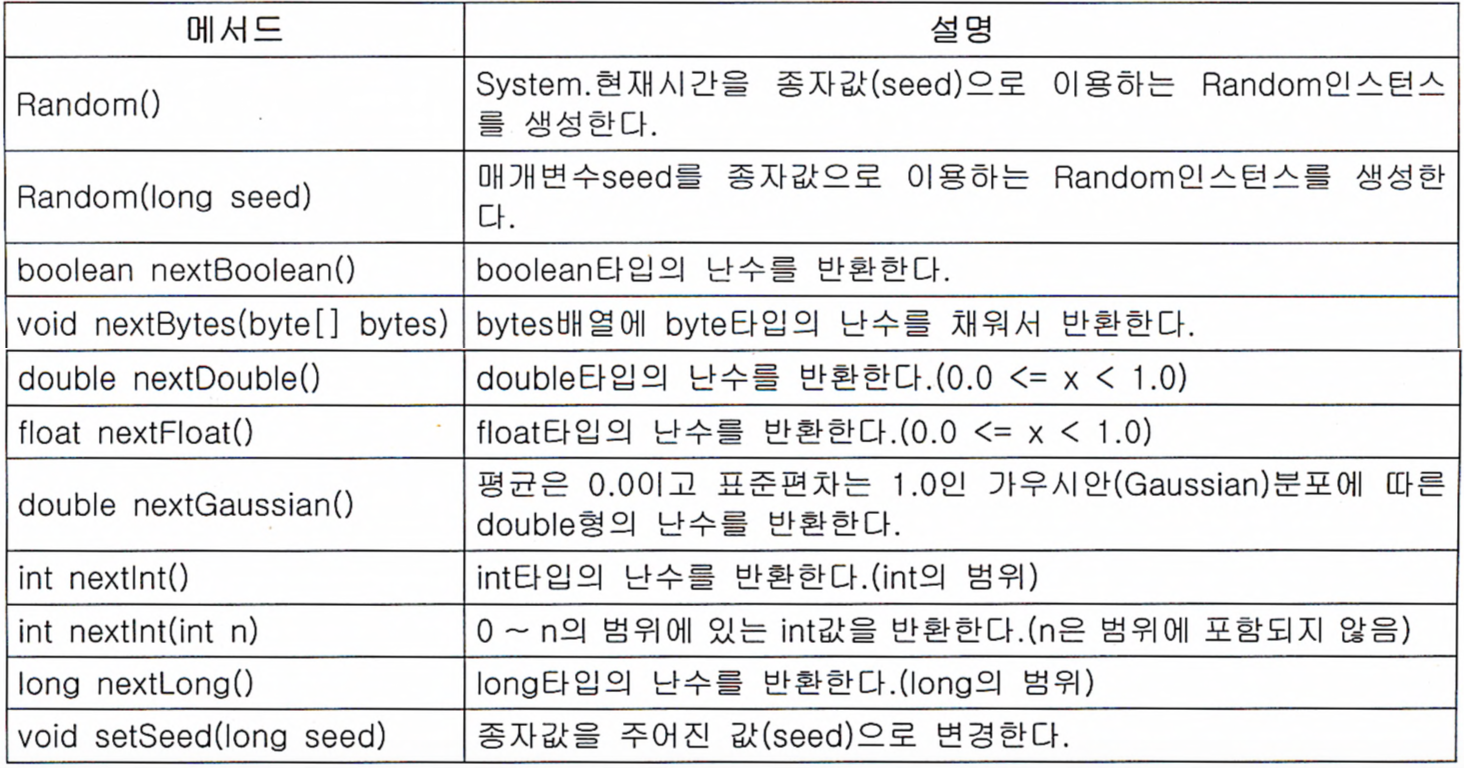 메서드 설명
Random() System.현재시간을 종자값(seed)으로 이용하는 Random인스턴스
를 생성한다.
Random(long seed) 매개변수seed를 종자값으로 이용하는 Random인스턴스를 생성한
다.
boolean nextBoolean() boolean타입의 난수를 반환한다.
void nextBytes(byte[] bytes) bytes배열에 byte타입의 난수를 채워서 반환한다.
double nextDouble() double타입의 난수를 반환한다.(0.0 <= x < 1.0)
float nextFloat() float타입의 난수를 반환한다.(0.0 <= x < 1.0)
double nextGaussian() 평균은 0.0이고 표준편차는 1.0인 가우시안(Gaussian)분포에 따른
double형의 난수를 반환한다.
int nextInt() int타입의 난수를 반환한다.(int의 범위)
int nextInt(int n) 0 ~ n의 범위에 있는 int값을 반환한다.(n은 범위에 포함되지 않음)
long nextLong() long타입의 난수를 반환한다.(long의 범위)
void setSeed(long seed) 종자값을 주어진 값(seed)으로 변경한다.